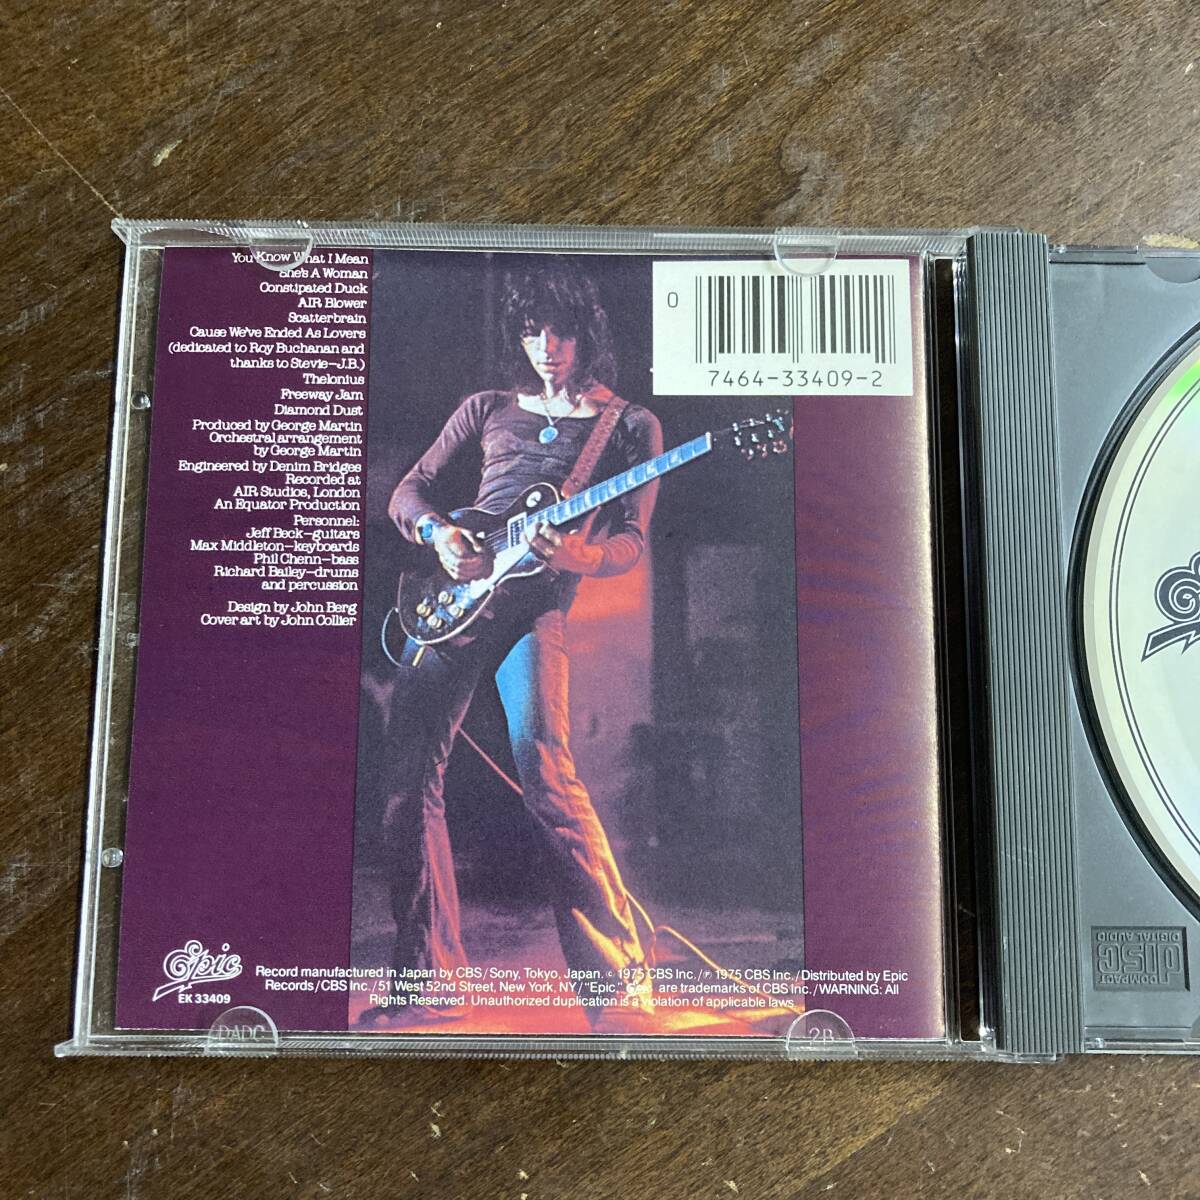 You Know What I Mean
She's A Woman
Constipated Duck
AIR Blower
Scatterbrain
Cause We've Ended As Lovers
(dedicated to Roy Buchanan and
thanks to Stevie—J.B.)
Thelonius
Freeway Jam
Diamond Dust
Produced by George Martin
Orchestral arrangement
by George Martin
Engineered by Denim Bridges
Recorded at
AIR Studios, London
An Equator Production
Personnel:
Jeff Beck—guitars
Max Middleton—keyboards
Phil Chenn—bass
Richard Bailey—drums
and percussion
Design by John Berg
Cover art by John Collier
0
7464-33409-2
Epic
EK 33409
Record manufactured in Japan by CBS/Sony, Tokyo, Japan. © 1975 CBS Inc./℗ 1975 CBS Inc./Distributed by Epic
Records/CBS Inc./51 West 52nd Street, New York, NY/"Epic," are trademarks of CBS Inc./WARNING: All
Rights Reserved. Unauthorized duplication is a violation of applicable laws.
DADC
2B
COMPACT
disc
DIGITAL AUDIO